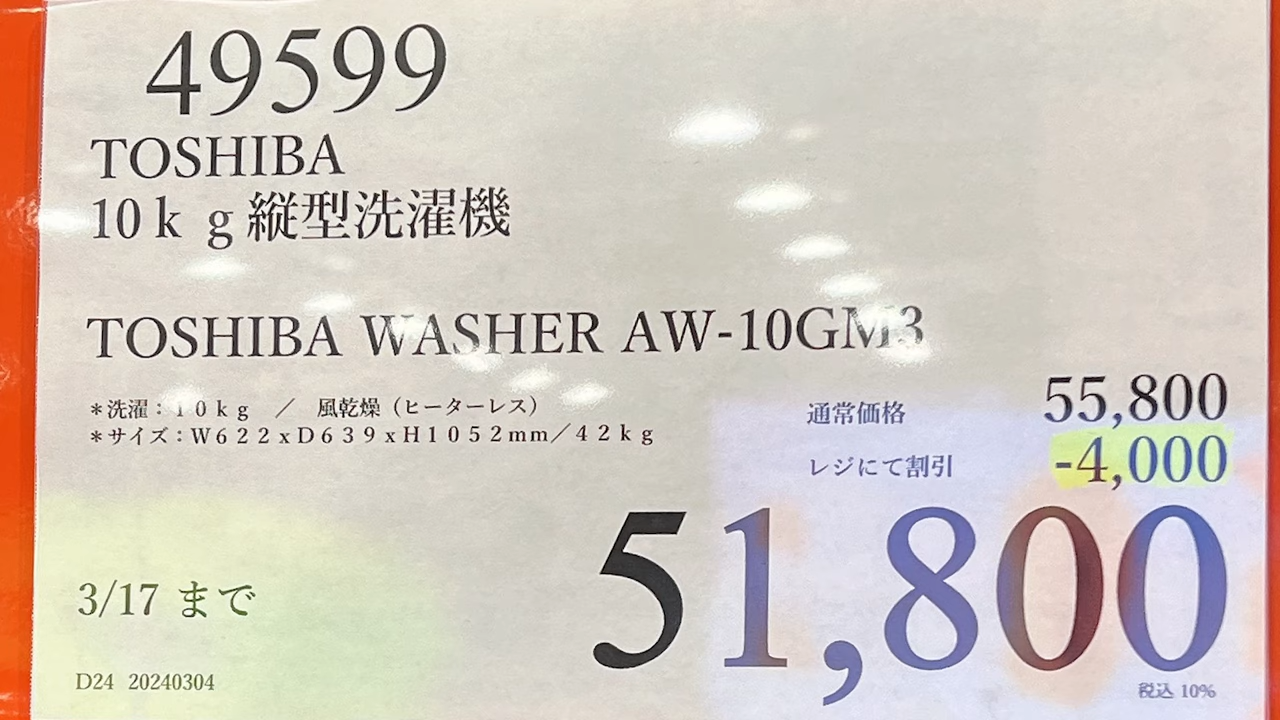 49599
TOSHIBA
10ｋｇ縦型洗濯機
TOSHIBA WASHER AW-10GM3
＊洗濯：１０ｋｇ　／　風乾燥（ヒーターレス）
＊サイズ：Ｗ６２２ｘＤ６３９ｘＨ１０５２mm／４２ｋｇ
通常価格 55,800
レジにて割引 -4,000
51,800
3/17 まで
D24 20240304
税込 10%